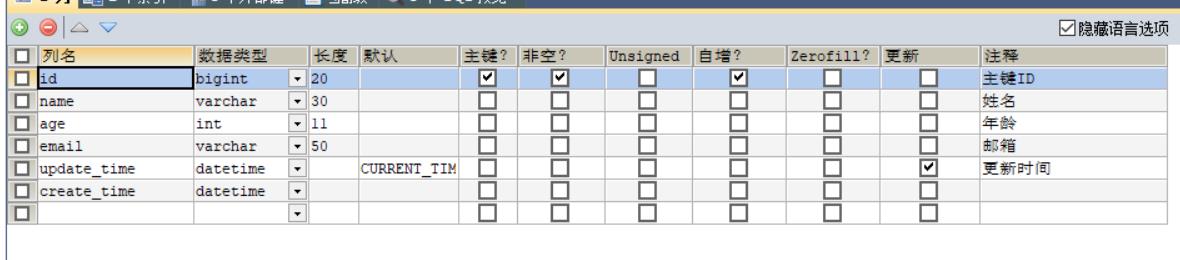 隐藏语言选项
列名 数据类型 长度 默认 主键? 非空? Unsigned 自增? Zerofill? 更新 注释
id bigint 20 主键ID
name varchar 30 姓名
age int 11 年龄
email varchar 50 邮箱
update_time datetime CURRENT_TIM 更新时间
create_time datetime